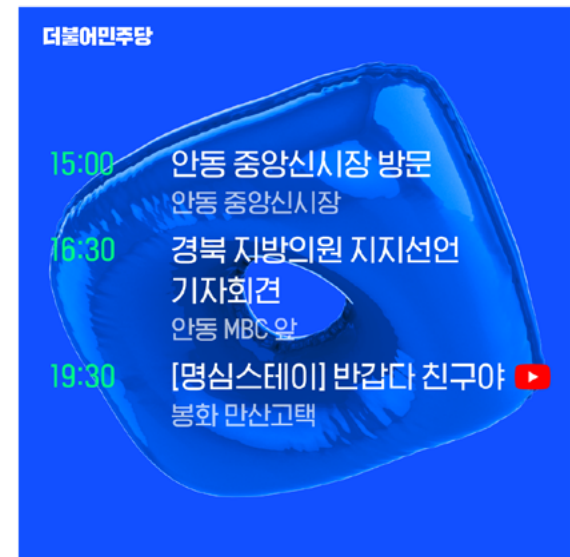 더불어민주당
15:00 안동 중앙신시장 방문
안동 중앙신시장
16:30 경북 지방의원 지지선언
기자회견
안동 MBC 앞
19:30 [명심스테이] 반갑다 친구야
봉화 만산고택